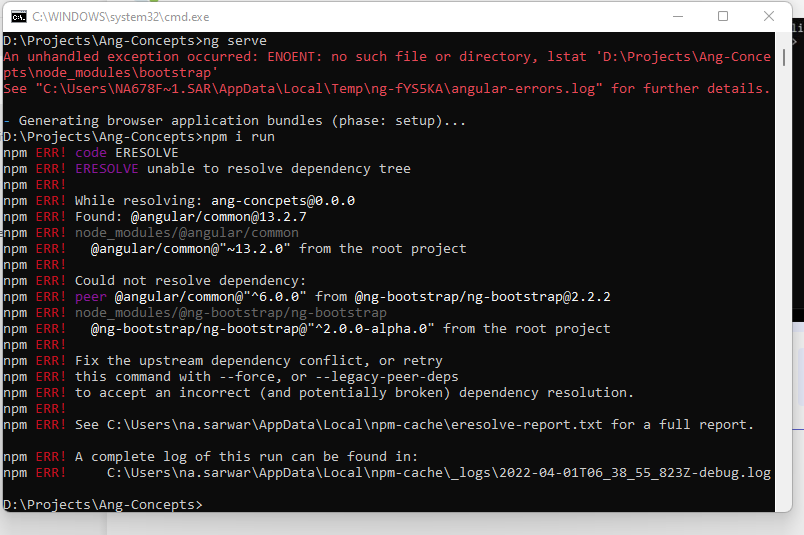 C:\WINDOWS\system32\cmd.exe
D:\Projects\Ang-Concepts>ng serve
An unhandled exception occurred: ENOENT: no such file or directory, lstat 'D:\Projects\Ang-Conce
pts\node_modules\bootstrap'
See "C:\Users\NA678F~1.SAR\AppData\Local\Temp\ng-fYS5KA\angular-errors.log" for further details.
- Generating browser application bundles (phase: setup)...
D:\Projects\Ang-Concepts>npm i run
npm ERR! code ERESOLVE
npm ERR! ERESOLVE unable to resolve dependency tree
npm ERR!
npm ERR! While resolving: ang-concpets@0.0.0
npm ERR! Found: @angular/common@13.2.7
npm ERR! node_modules/@angular/common
npm ERR!   @angular/common@"~13.2.0" from the root project
npm ERR!
npm ERR! Could not resolve dependency:
npm ERR! peer @angular/common@"^6.0.0" from @ng-bootstrap/ng-bootstrap@2.2.2
npm ERR! node_modules/@ng-bootstrap/ng-bootstrap
npm ERR!   @ng-bootstrap/ng-bootstrap@"^2.0.0-alpha.0" from the root project
npm ERR!
npm ERR! Fix the upstream dependency conflict, or retry
npm ERR! this command with --force, or --legacy-peer-deps
npm ERR! to accept an incorrect (and potentially broken) dependency resolution.
npm ERR!
npm ERR! See C:\Users\na.sarwar\AppData\Local\npm-cache\eresolve-report.txt for a full report.
npm ERR! A complete log of this run can be found in:
npm ERR!     C:\Users\na.sarwar\AppData\Local\npm-cache\_logs\2022-04-01T06_38_55_823Z-debug.log
D:\Projects\Ang-Concepts>